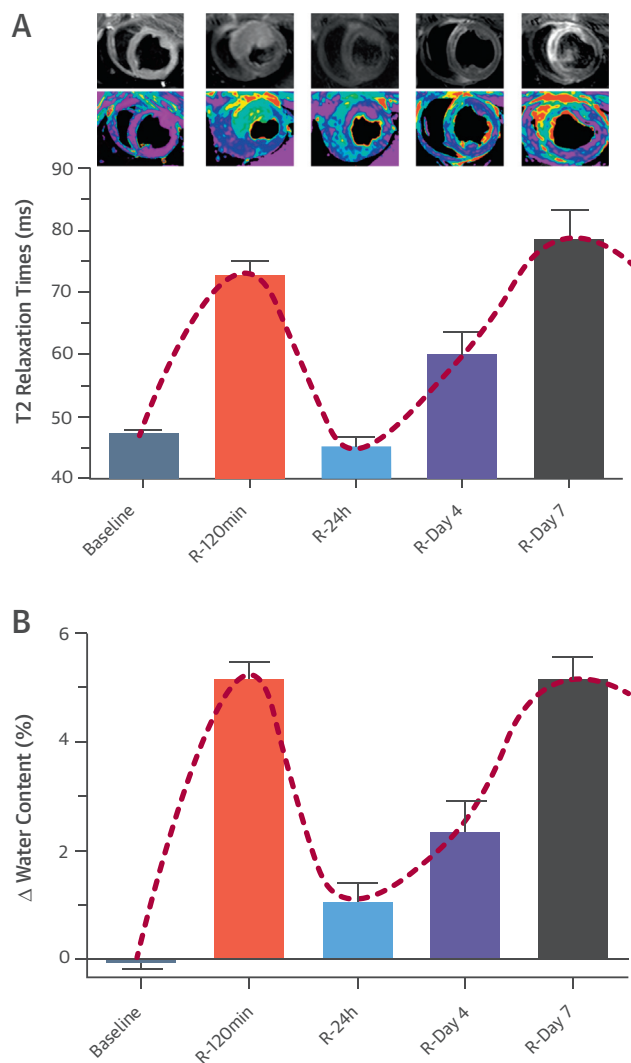 A
90
80
70
60
50
40
T2 Relaxation Times (ms)
Baseline
R-120min
R-24h
R-Day 4
R-Day 7
B
6
4
2
0
Δ Water Content (%)
Baseline
R-120min
R-24h
R-Day 4
R-Day 7